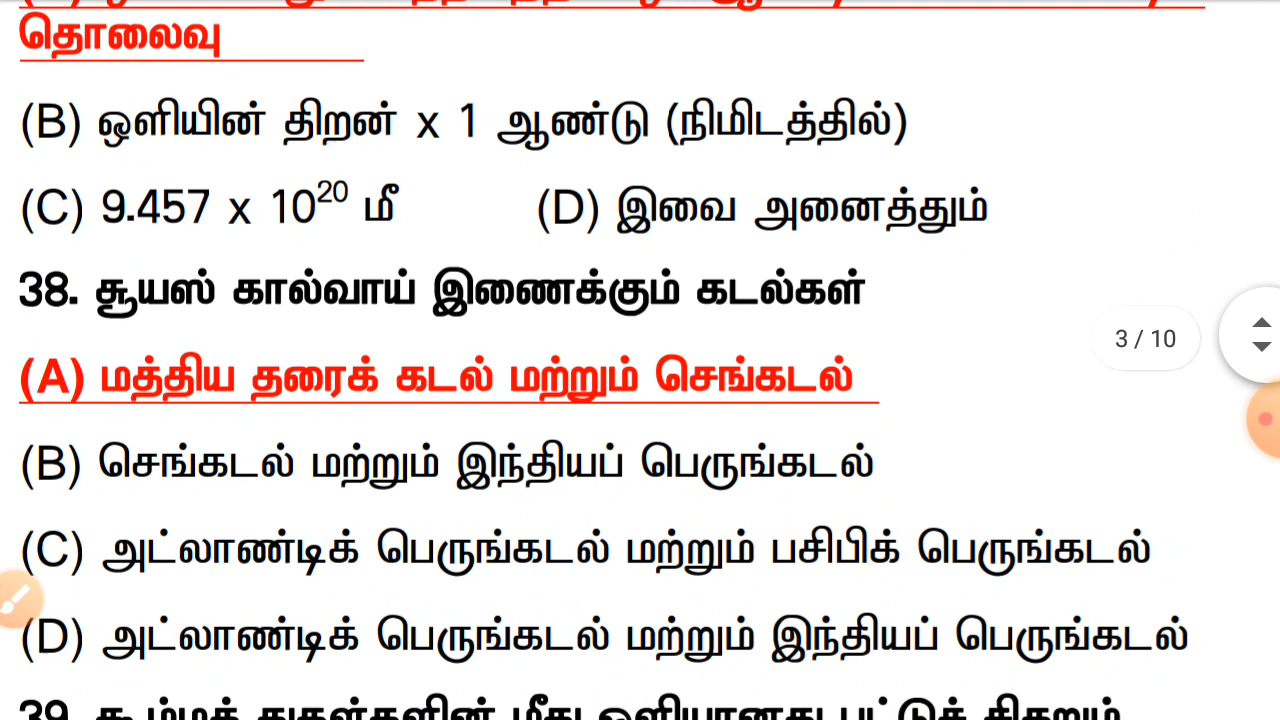 தொலைவு
(B) ஒளியின் திறன் x 1 ஆண்டு (நிமிடத்தில்)
(C) 9.457 x 10²⁰ மீ (D) இவை அனைத்தும்
38. சூயஸ் கால்வாய் இணைக்கும் கடல்கள்
3 / 10
(A) மத்திய தரைக் கடல் மற்றும் செங்கடல்
(B) செங்கடல் மற்றும் இந்தியப் பெருங்கடல்
(C) அட்லாண்டிக் பெருங்கடல் மற்றும் பசிபிக் பெருங்கடல்
(D) அட்லாண்டிக் பெருங்கடல் மற்றும் இந்தியப் பெருங்கடல்
39.